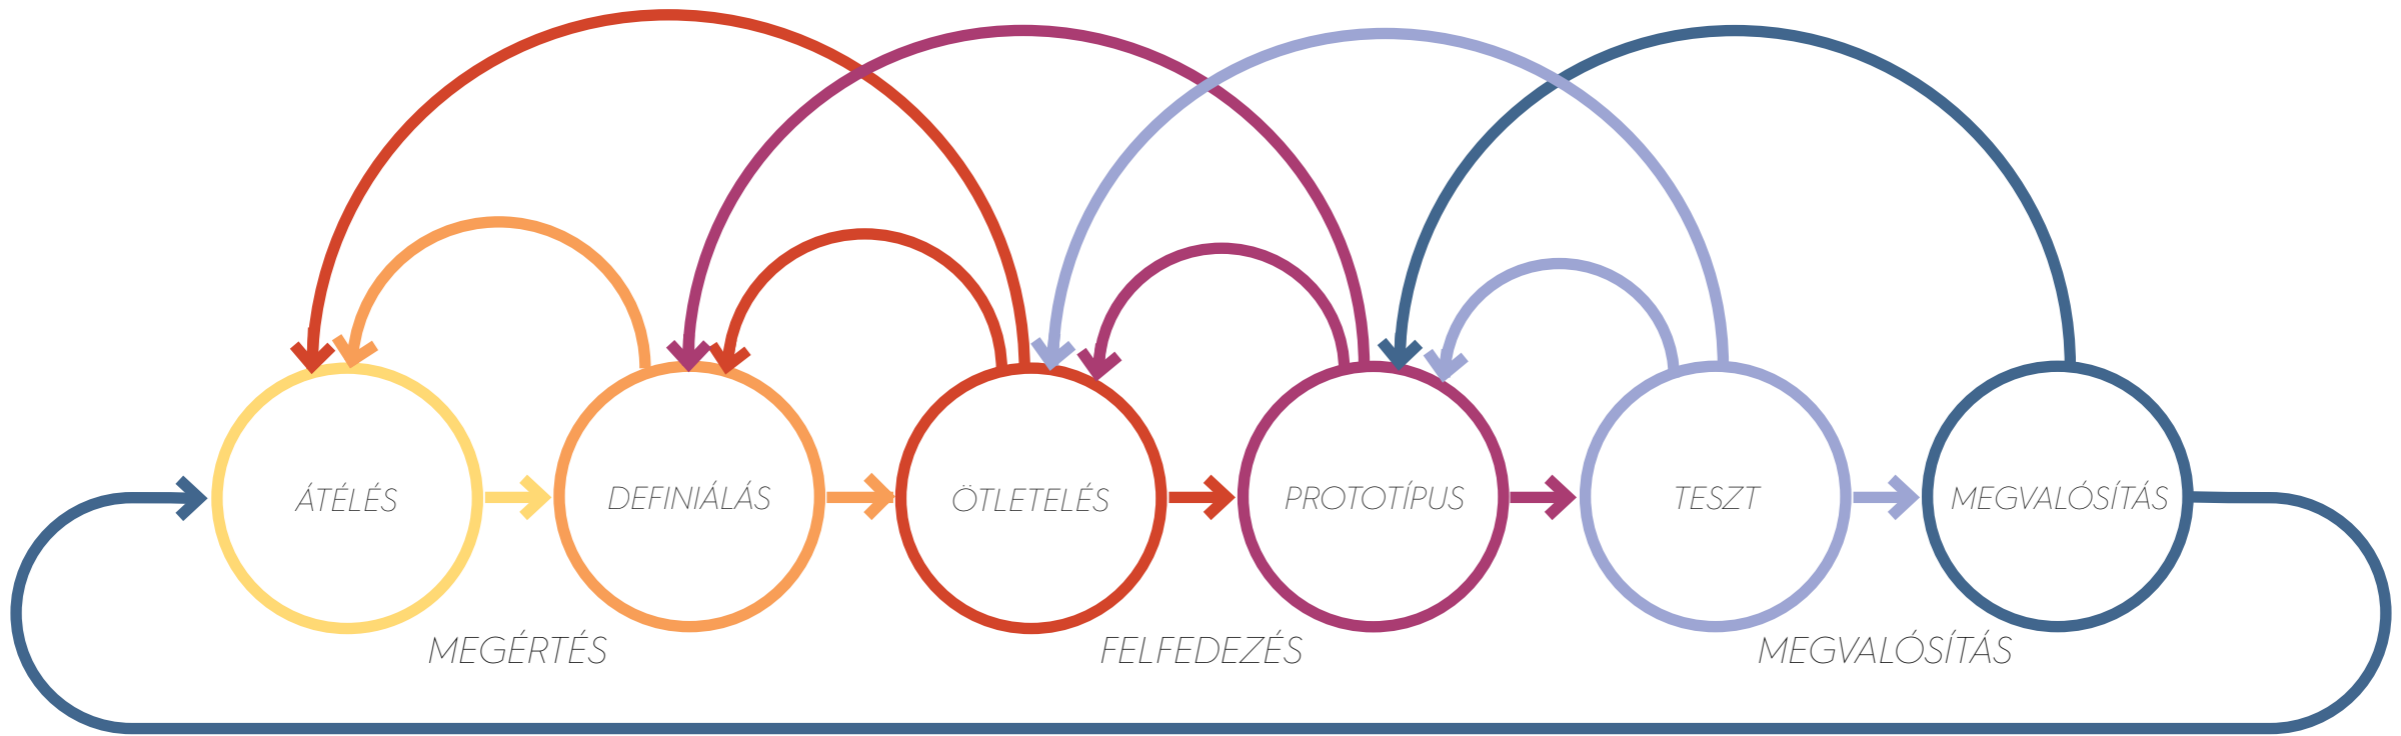 ÁTÉLÉS
DEFINIÁLÁS
ÖTLETELÉS
PROTOTÍPUS
TESZT
MEGVALÓSÍTÁS
MEGÉRTÉS
FELFEDEZÉS
MEGVALÓSÍTÁS